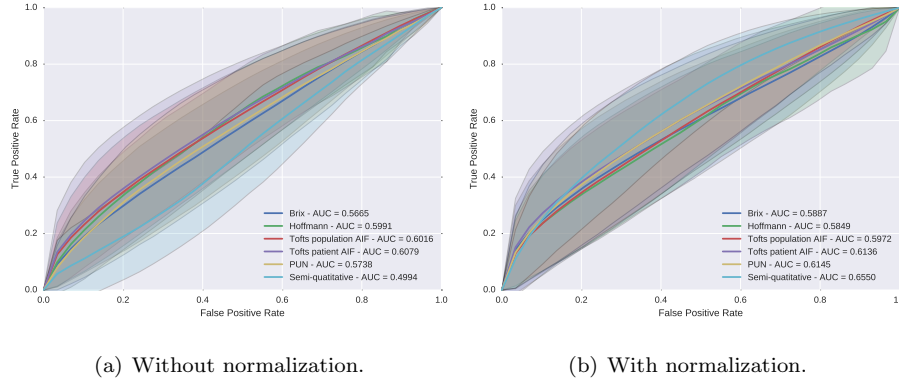 1.0
0.8
0.6
0.4
0.2
0.0
True Positive Rate
Brix - AUC = 0.5665
Hoffmann - AUC = 0.5991
Tofts population AIF - AUC = 0.6016
Tofts patient AIF - AUC = 0.6079
PUN - AUC = 0.5738
Semi-quatitative - AUC = 0.4994
0.0 0.2 0.4 0.6 0.8 1.0
False Positive Rate
(a) Without normalization.
1.0
0.8
0.6
0.4
0.2
0.0
True Positive Rate
Brix - AUC = 0.5887
Hoffmann - AUC = 0.5849
Tofts population AIF - AUC = 0.5972
Tofts patient AIF - AUC = 0.6136
PUN - AUC = 0.6145
Semi-quatitative - AUC = 0.6550
0.0 0.2 0.4 0.6 0.8 1.
False Positive Rate
(b) With normalization.